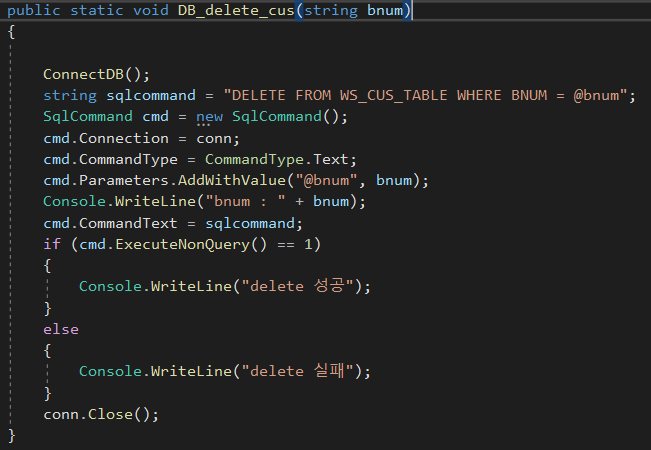 public static void DB_delete_cus(string bnum)
{
ConnectDB();
string sqlcommand = "DELETE FROM WS_CUS_TABLE WHERE BNUM = @bnum";
SqlCommand cmd = new SqlCommand();
cmd.Connection = conn;
cmd.CommandType = CommandType.Text;
cmd.Parameters.AddWithValue("@bnum", bnum);
Console.WriteLine("bnum : " + bnum);
cmd.CommandText = sqlcommand;
if (cmd.ExecuteNonQuery() == 1)
{
Console.WriteLine("delete 성공");
}
else
{
Console.WriteLine("delete 실패");
}
conn.Close();
}